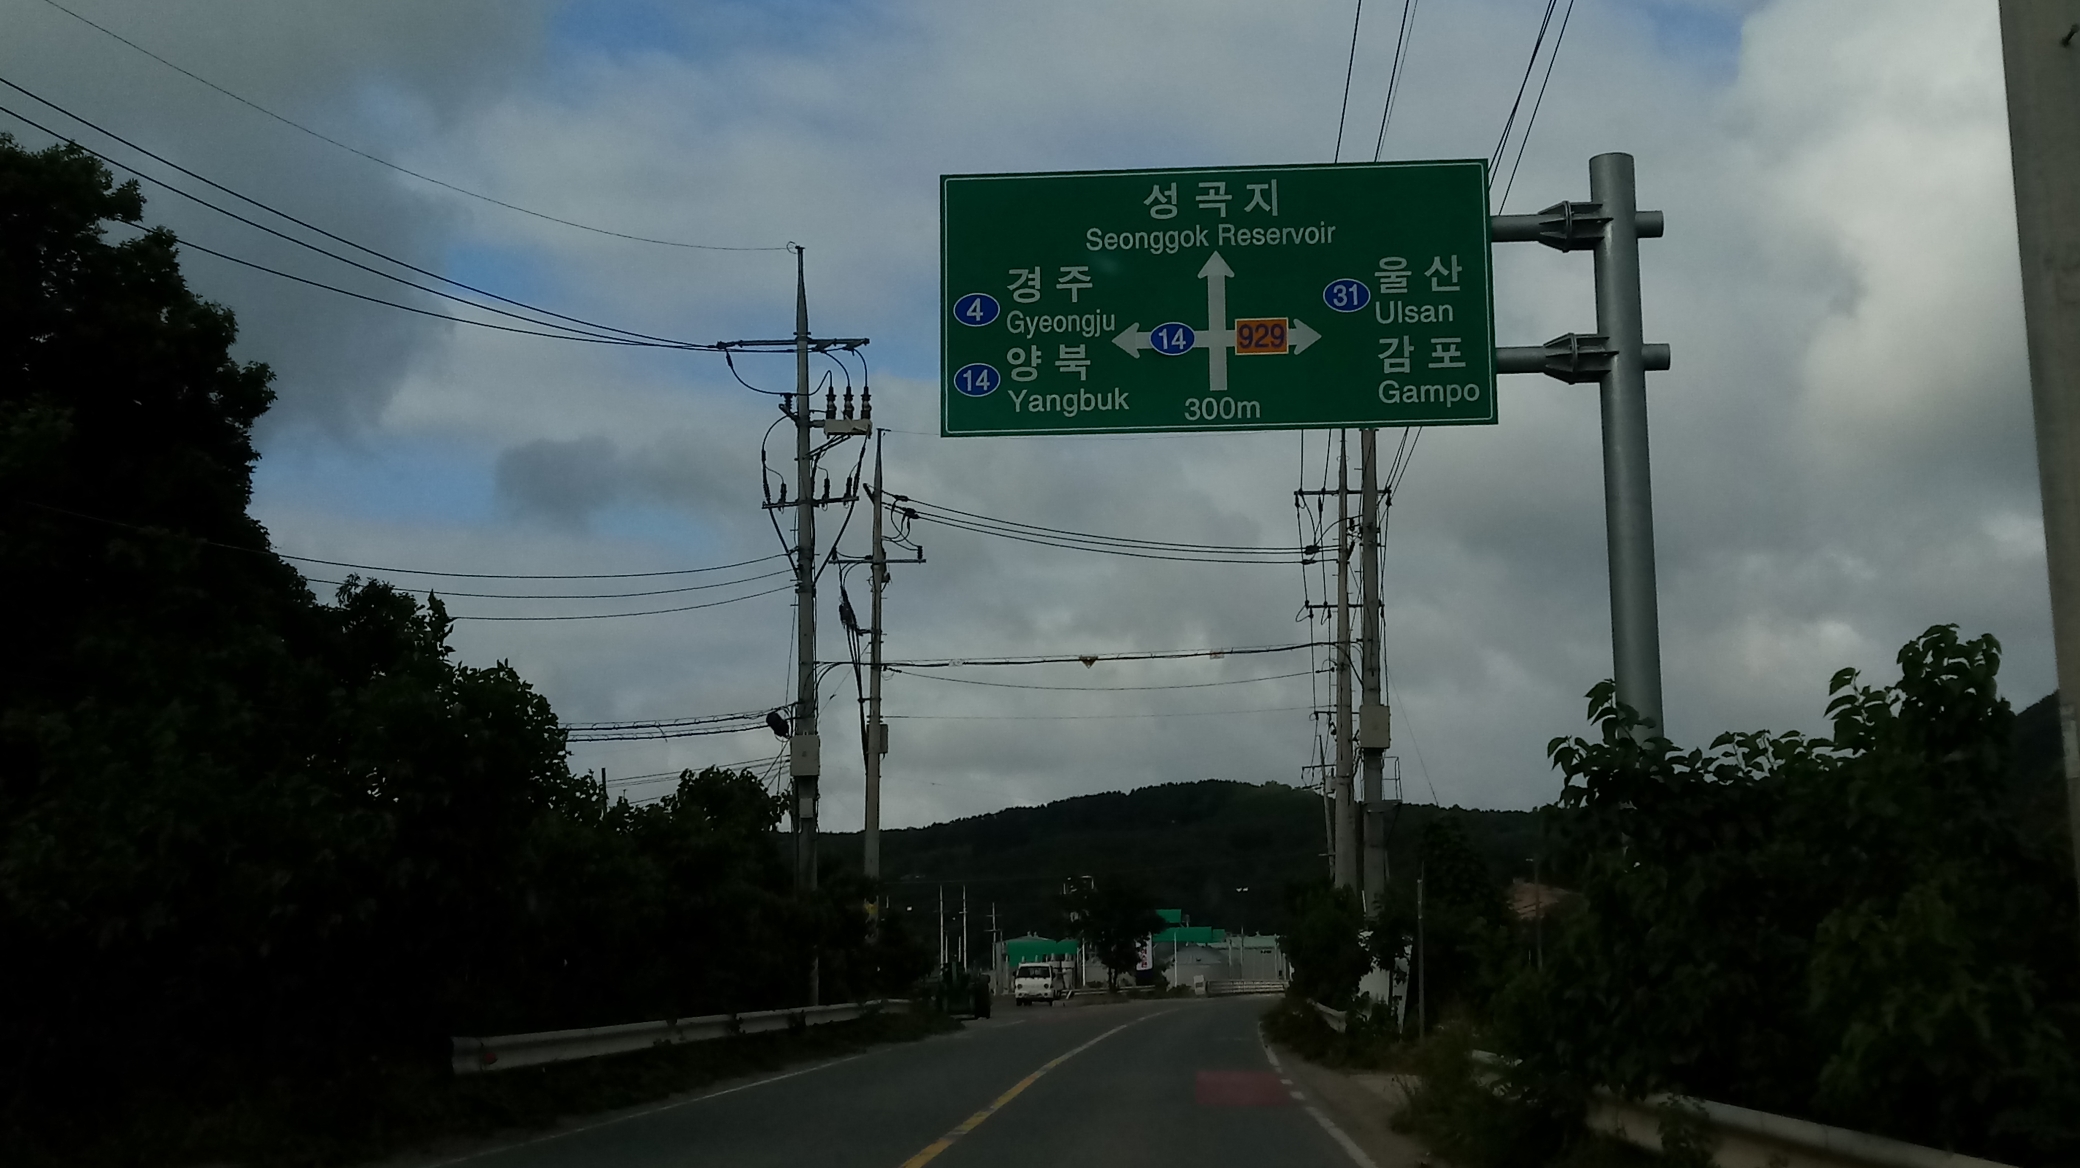 성곡지
Seonggok Reservoir
4 경주
Gyeongju
14 양북
Yangbuk
14
929
31 울산
Ulsan
감포
Gampo
300m